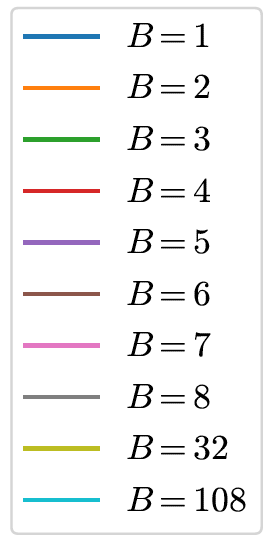 B = 1
B = 2
B = 3
B = 4
B = 5
B = 6
B = 7
B = 8
B = 32
B = 108